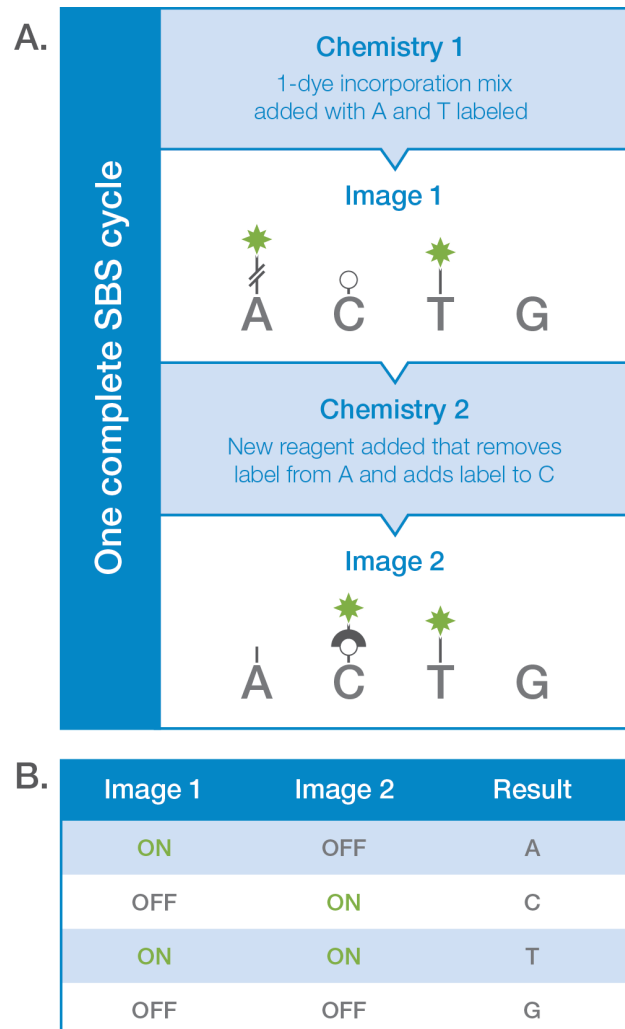 A.
One complete SBS cycle
Chemistry 1
1-dye incorporation mix
added with A and T labeled
Image 1
A C T G
Chemistry 2
New reagent added that removes
label from A and adds label to C
Image 2
A C T G
B.
Image 1 Image 2 Result
ON OFF A
OFF ON C
ON ON T
OFF OFF G